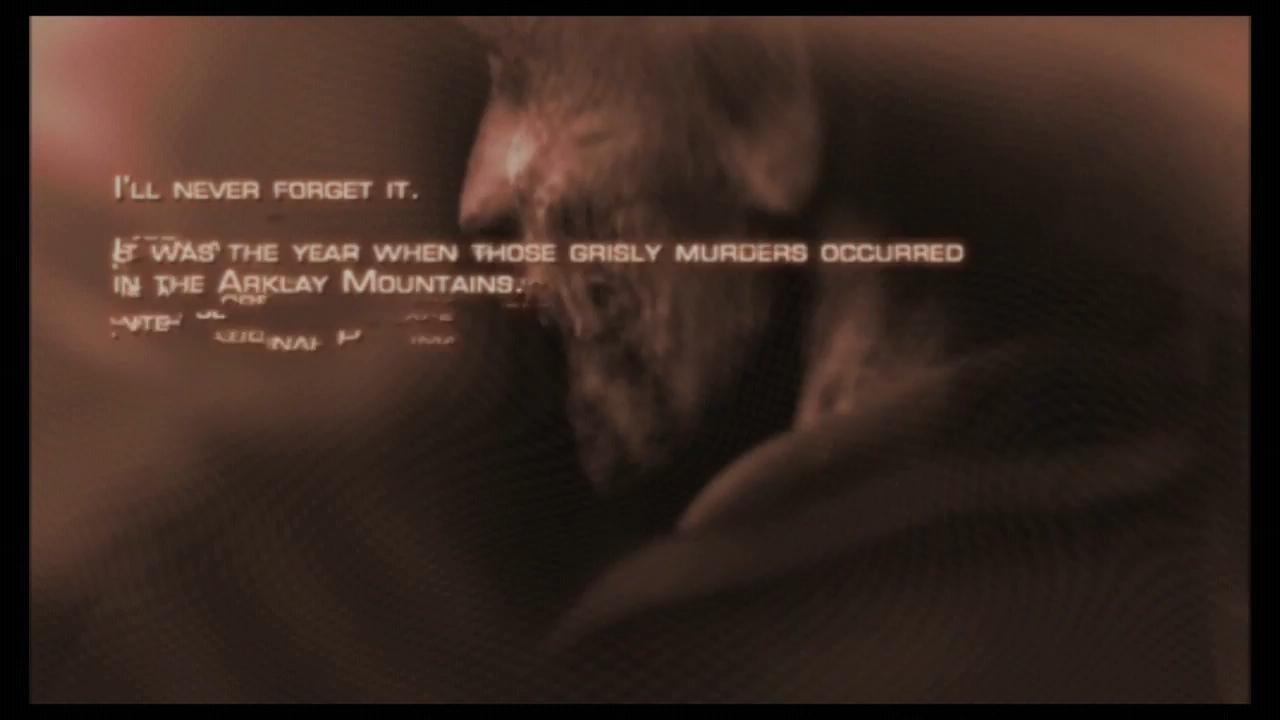 I'll never forget it.
It was the year when those grisly murders occurred
in the Arklay Mountains.